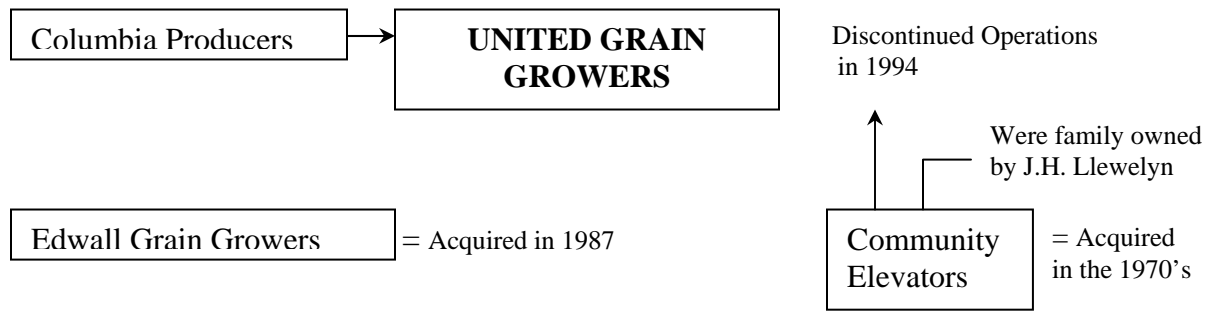 Columbia Producers
UNITED GRAIN
GROWERS
Discontinued Operations
in 1994
Were family owned
by J.H. Llewelyn
Edwall Grain Growers
= Acquired in 1987
Community
Elevators
= Acquired
in the 1970's